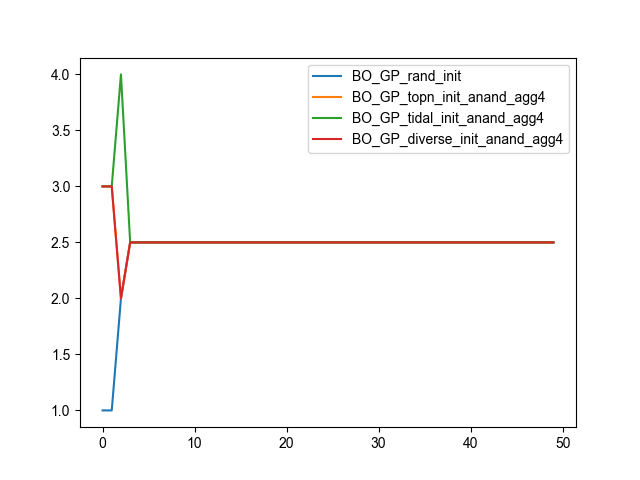 BO_GP_rand_init
BO_GP_topn_init_anand_agg4
BO_GP_tidal_init_anand_agg4
BO_GP_diverse_init_anand_agg4
4.0
3.5
3.0
2.5
2.0
1.5
1.0
0 10 20 30 40 50